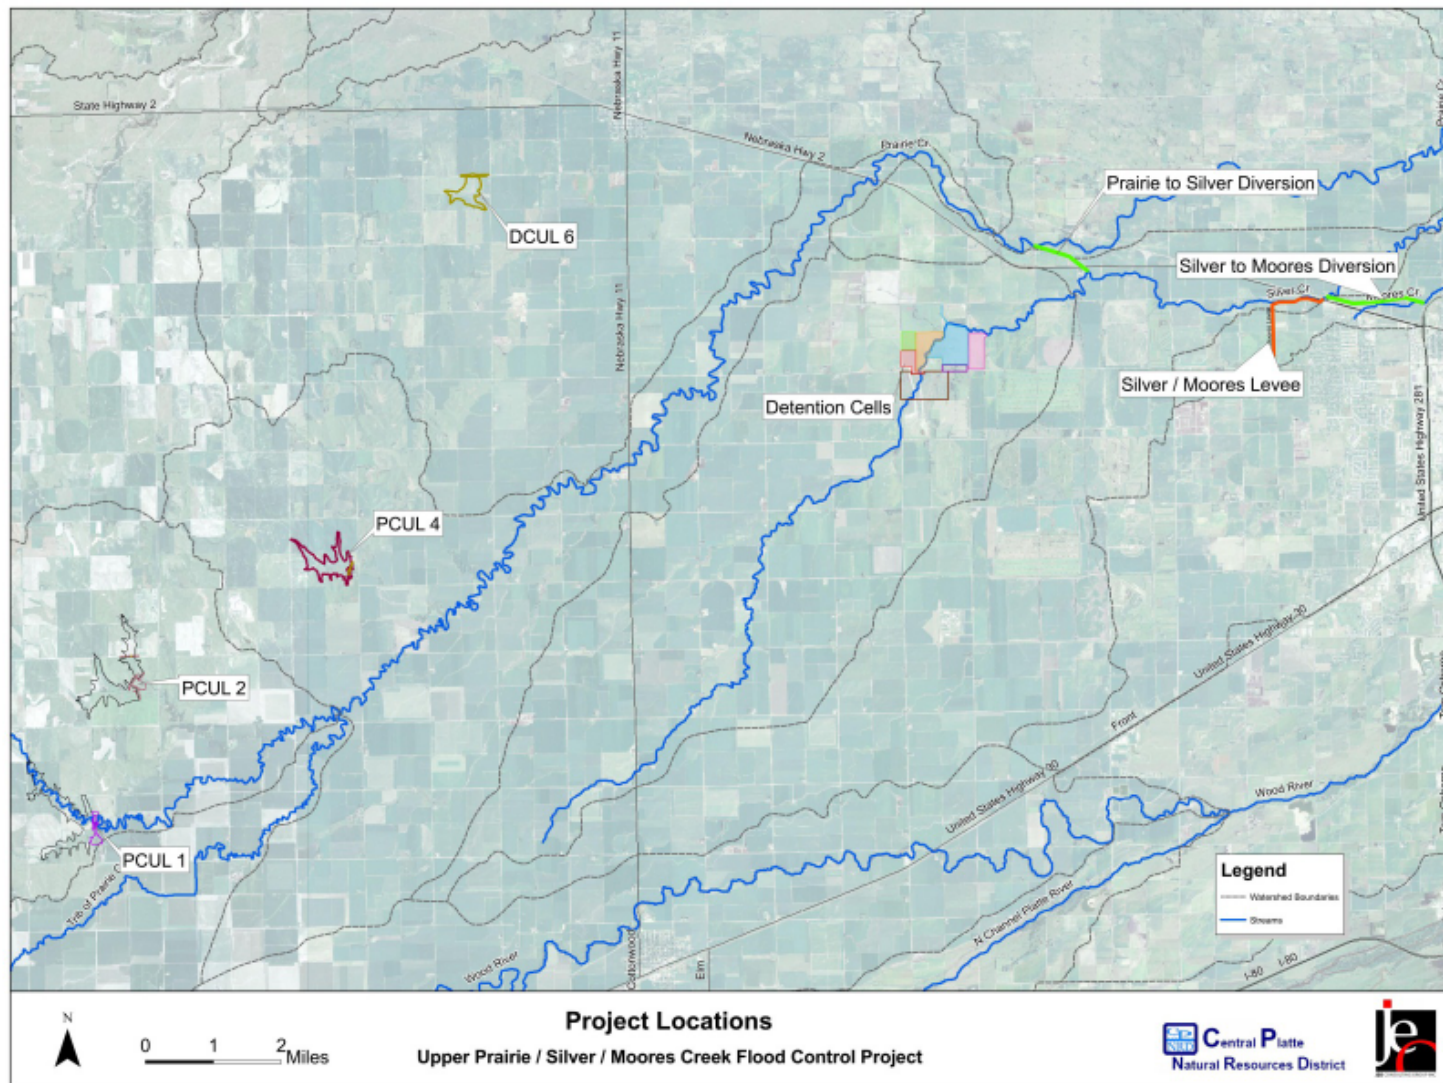 State Highway 2
Nebraska Hwy 11
Nebraska Hwy 2
Prairie Cr
Prairie Cr
Prairie to Silver Diversion
DCUL 6
Silver to Moores Diversion
Silver Cr
Moores Cr
Nebraska Hwy 11
Silver / Moores Levee
Detention Cells
United States Highway 281
PCUL 4
United States Highway 30
PCUL 2
Front
United States Highway 30
Wood River
PCUL 1
Trib of Prairie
N Channel Platte River
Wood River
Cottonwood
Elm
I-80
I-80
Legend
Watershed Boundaries
Streams
N
0 1 2 Miles
Project Locations
Upper Prairie / Silver / Moores Creek Flood Control Project
NRD
Central Platte
Natural Resources District
jeo